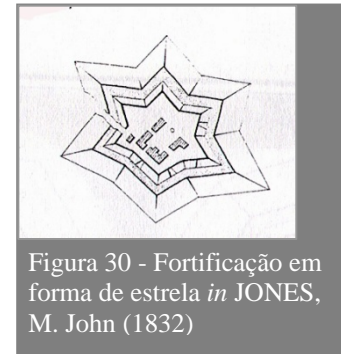 Figura 30 - Fortificação em
forma de estrela in JONES,
M. John (1832)